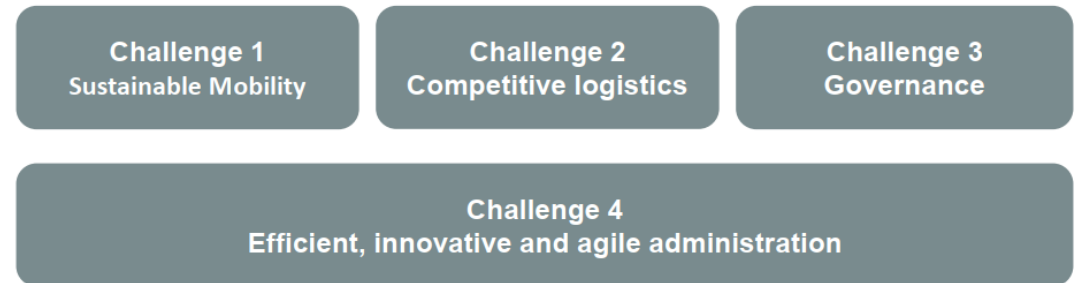 Challenge 1
Sustainable Mobility
Challenge 2
Competitive logistics
Challenge 3
Governance
Challenge 4
Efficient, innovative and agile administration